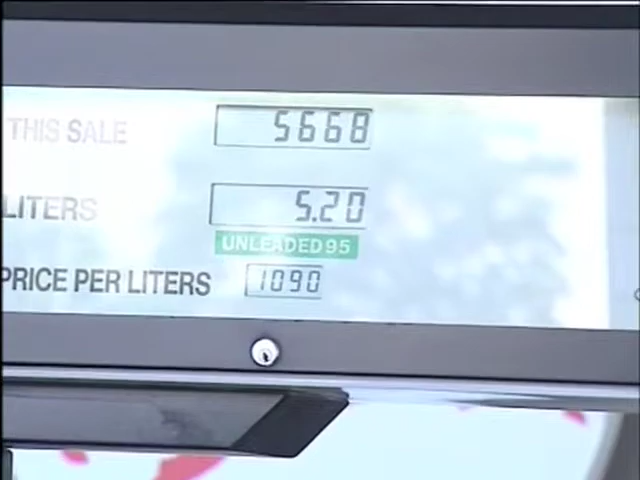 THIS SALE 5668
LITERS 5.20
UNLEADED 95
PRICE PER LITERS 1090